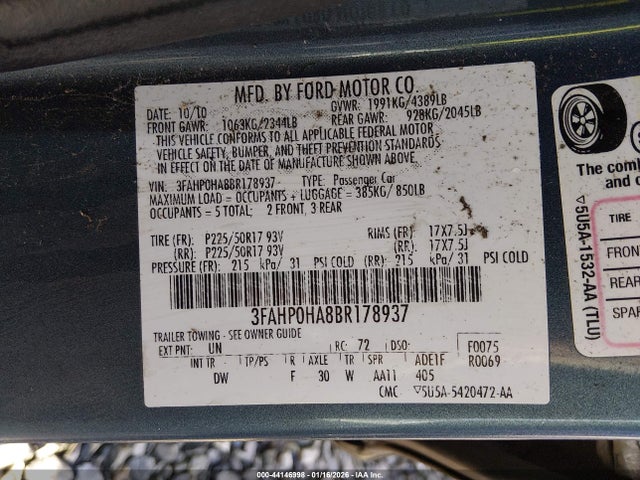 MFD. BY FORD MOTOR CO.
DATE: 10/10 GVWR: 1991KG/4389LB
FRONT GAWR: 1063KG/2344LB REAR GAWR: 928KG/2045LB
THIS VEHICLE CONFORMS TO ALL APPLICABLE FEDERAL MOTOR
VEHICLE SAFETY, BUMPER, AND THEFT PREVENTION STANDARDS
IN EFFECT ON THE DATE OF MANUFACTURE SHOWN ABOVE.
VIN: 3FAHP0HA8BR178937 TYPE: Passenger Car
MAXIMUM LOAD = OCCUPANTS + LUGGAGE = 385KG/ 850LB
OCCUPANTS = 5 TOTAL: 2 FRONT, 3 REAR
TIRE (FR): P225/50R17 93V RIMS (FR): 17X7.5J
(RR): P225/50R17 93V (RR): 17X7.5J
PRESSURE (FR): 215 kPa/ 31 PSI COLD (RR): 215 kPa/ 31 PSI COLD
3FAHP0HA8BR178937
TRAILER TOWING - SEE OWNER GUIDE
EXT PNT: UN RC: 72 DSO: F0075
INT TR TP/PS R AXLE TR SPR ADE1F R0069
DW F 30 W AA11 405
CMC ▽5U5A-5420472-AA
The comb
and c
TIRE
FRONT
REAR
SPAR
▽5U5A-1532-AA (TLU)
000-44146998 - 01/16/2026 - IAA Inc.